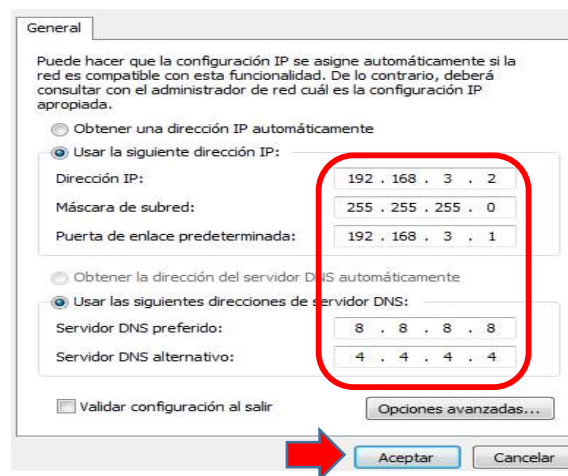 General
Puede hacer que la configuración IP se asigne automáticamente si la
red es compatible con esta funcionalidad. De lo contrario, deberá
consultar con el administrador de red cuál es la configuración IP
apropiada.
Obtener una dirección IP automáticamente
Usar la siguiente dirección IP:
Dirección IP: 192 . 168 . 3 . 2
Máscara de subred: 255 . 255 . 255 . 0
Puerta de enlace predeterminada: 192 . 168 . 3 . 1
Obtener la dirección del servidor DNS automáticamente
Usar las siguientes direcciones de servidor DNS:
Servidor DNS preferido: 8 . 8 . 8 . 8
Servidor DNS alternativo: 4 . 4 . 4 . 4
Validar configuración al salir Opciones avanzadas...
Aceptar Cancelar